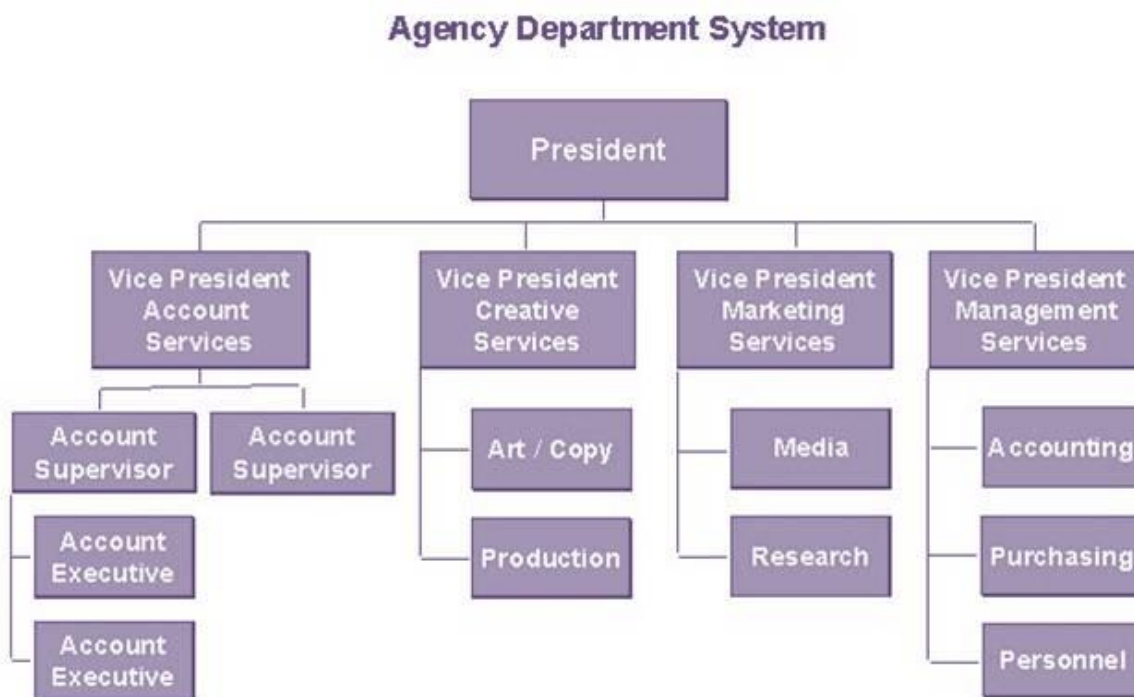 Agency Department System
President
Vice President
Account
Services
Vice President
Creative
Services
Vice President
Marketing
Services
Vice President
Management
Services
Account
Supervisor
Account
Supervisor
Account
Executive
Account
Executive
Art / Copy
Production
Media
Research
Accounting
Purchasing
Personnel